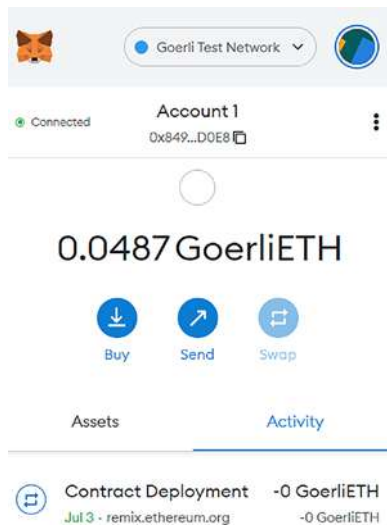 Goerli Test Network
Connected
Account 1
0x849...D0E8
0.0487 GoerliETH
Buy Send Swap
Assets Activity
Contract Deployment -0 GoerliETH
Jul 3 · remix.ethereum.org -0 GoerliETH